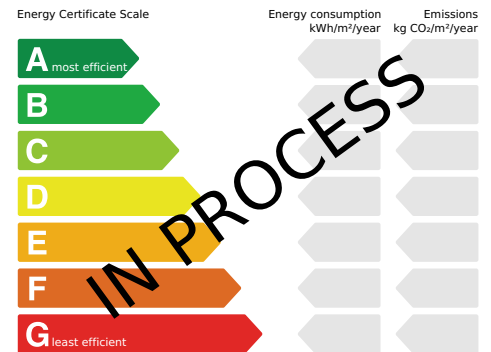 Energy Certificate Scale
Energy consumption
kWh/m²/year
Emissions
kg CO₂/m²/year
A most efficient
B
C
D
E
F
G least efficient
IN PROCESS